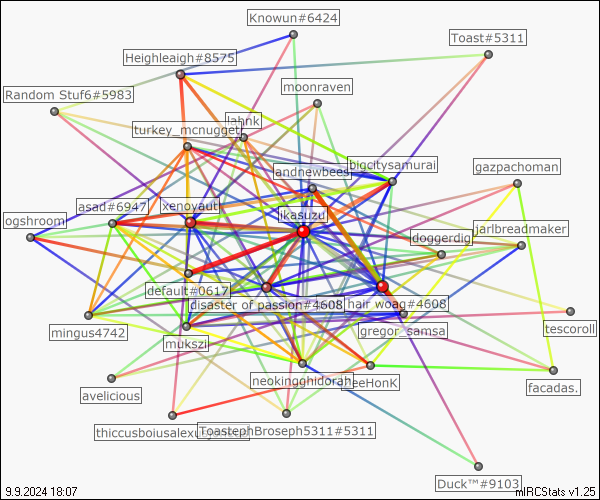 Knowun#6424
Toast#5311
Heighleaigh#8575
moonraven
Random Stuf6#5983
lahnk
turkey_mcnugget
bigcitysamurai
andnewbees
gazpachoman
xenoyaut
asad#6947
ikasuzu
ogshroom
jarlbreadmaker
doggerdig
default#0617
disaster of passion#4608
hair woag#4608
mingus4742
gregor_samsa
tescoroll
mukszi
neokingghidorah
eeHonK
facadas.
avelicious
ToastephBroseph5311#5311
Duck™#9103
9.9.2024 18:07
mIRCStats v1.25